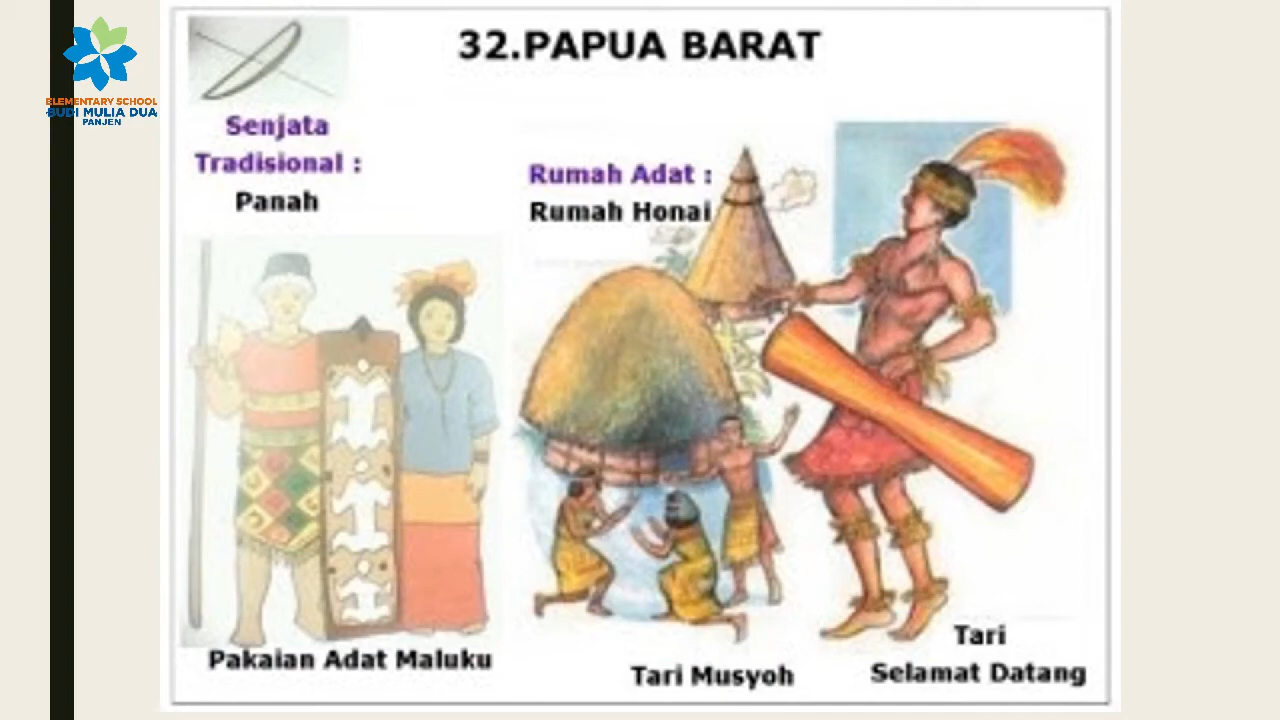 ELEMENTARY SCHOOL
BUDI MULIA DUA
PANJEN
32.PAPUA BARAT
Senjata
Tradisional :
Panah
Rumah Adat :
Rumah Honai
Pakaian Adat Maluku
Tari Musyoh
Tari
Selamat Datang